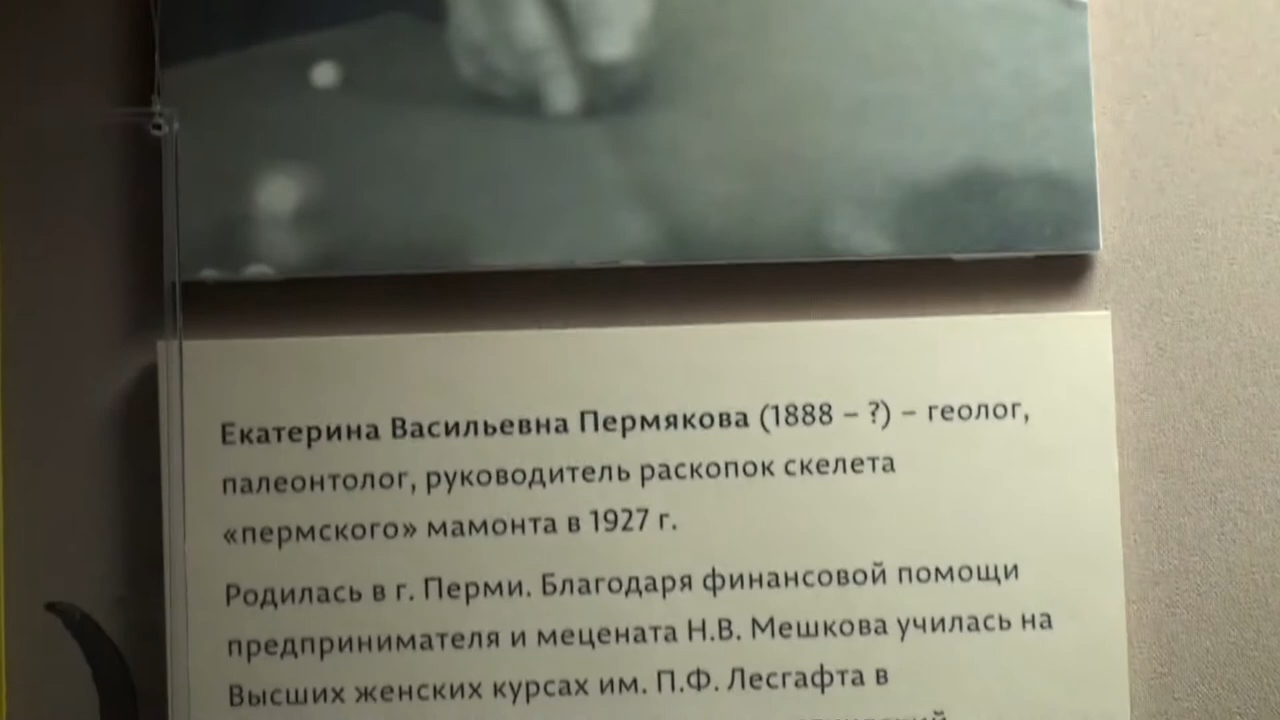 Екатерина Васильевна Пермякова (1888 – ?) – геолог,
палеонтолог, руководитель раскопок скелета
«пермского» мамонта в 1927 г.
Родилась в г. Перми. Благодаря финансовой помощи
предпринимателя и мецената Н.В. Мешкова училась на
Высших женских курсах им. П.Ф. Лесгафта в